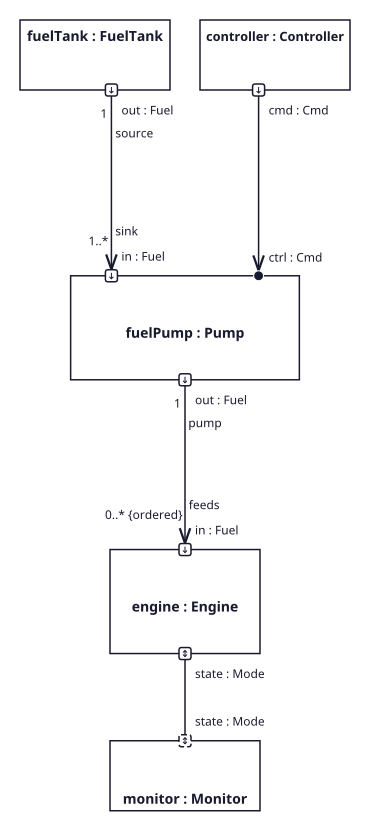 fuelTank : FuelTank
controller : Controller
1
out : Fuel
cmd : Cmd
source
sink
1..*
in : Fuel
ctrl : Cmd
fuelPump : Pump
1
out : Fuel
pump
feeds
0..* {ordered}
in : Fuel
engine : Engine
state : Mode
state : Mode
monitor : Monitor